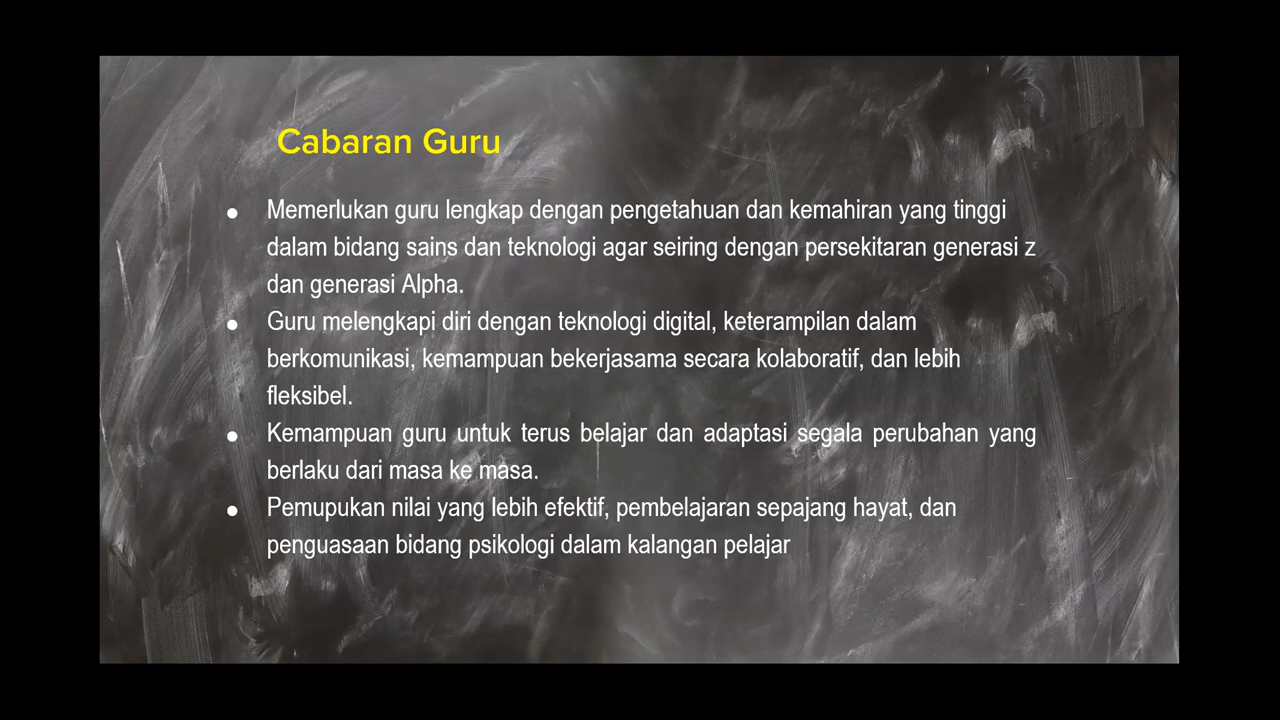 Cabaran Guru
● Memerlukan guru lengkap dengan pengetahuan dan kemahiran yang tinggi
dalam bidang sains dan teknologi agar seiring dengan persekitaran generasi z
dan generasi Alpha.
● Guru melengkapi diri dengan teknologi digital, keterampilan dalam
berkomunikasi, kemampuan bekerjasama secara kolaboratif, dan lebih
fleksibel.
● Kemampuan guru untuk terus belajar dan adaptasi segala perubahan yang
berlaku dari masa ke masa.
● Pemupukan nilai yang lebih efektif, pembelajaran sepajang hayat, dan
penguasaan bidang psikologi dalam kalangan pelajar